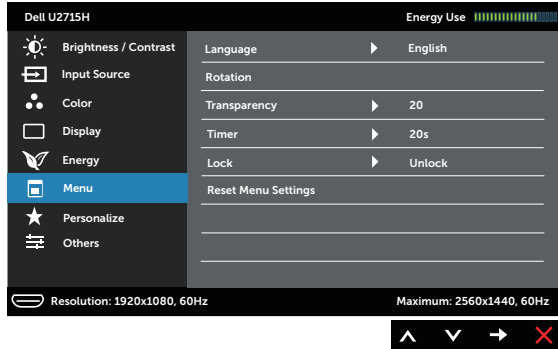 Dell U2715H Energy Use
Brightness / Contrast Language English
Input Source Rotation
Color Transparency 20
Display Timer 20s
Energy Lock Unlock
Menu Reset Menu Settings
Personalize
Others
Resolution: 1920x1080, 60Hz Maximum: 2560x1440, 60Hz